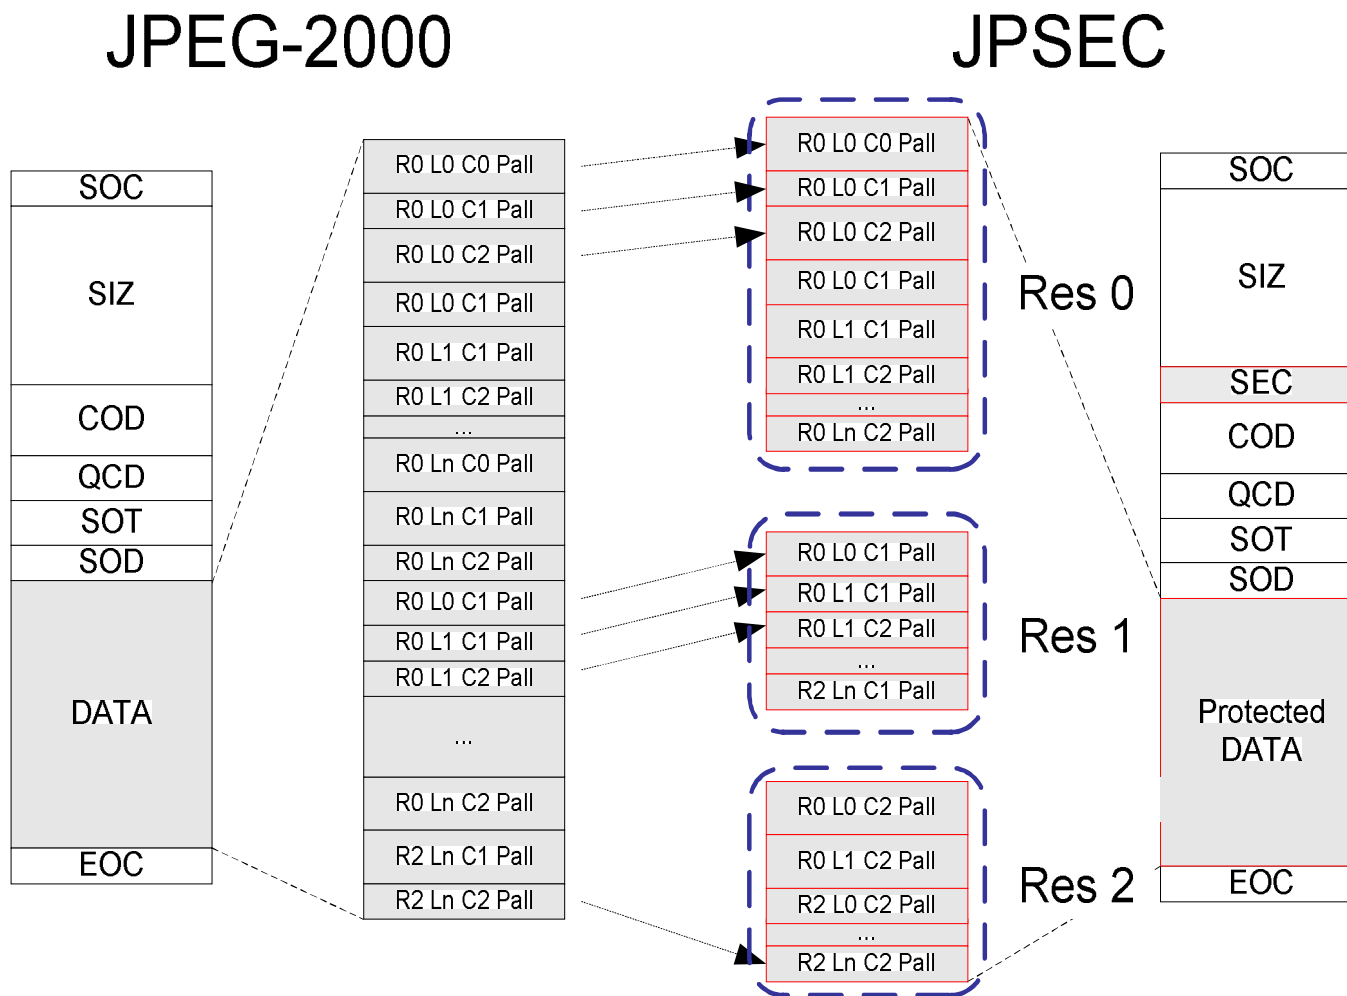 JPEG-2000
JPSEC
SOC
SIZ
COD
QCD
SOT
SOD
DATA
EOC
R0 L0 C0 Pall
R0 L0 C1 Pall
R0 L0 C2 Pall
R0 L0 C1 Pall
R0 L1 C1 Pall
R0 L1 C2 Pall
...
R0 Ln C0 Pall
R0 Ln C1 Pall
R0 Ln C2 Pall
R0 L0 C1 Pall
R0 L1 C1 Pall
R0 L1 C2 Pall
...
R0 Ln C2 Pall
R2 Ln C1 Pall
R2 Ln C2 Pall
R0 L0 C0 Pall
R0 L0 C1 Pall
R0 L0 C2 Pall
R0 L0 C1 Pall
R0 L1 C1 Pall
R0 L1 C2 Pall
...
R0 Ln C2 Pall
Res 0
R0 L0 C1 Pall
R0 L1 C1 Pall
R0 L1 C2 Pall
...
R2 Ln C1 Pall
Res 1
R0 L0 C2 Pall
R0 L1 C2 Pall
R2 L0 C2 Pall
...
R2 Ln C2 Pall
Res 2
SOC
SIZ
SEC
COD
QCD
SOT
SOD
Protected
DATA
EOC